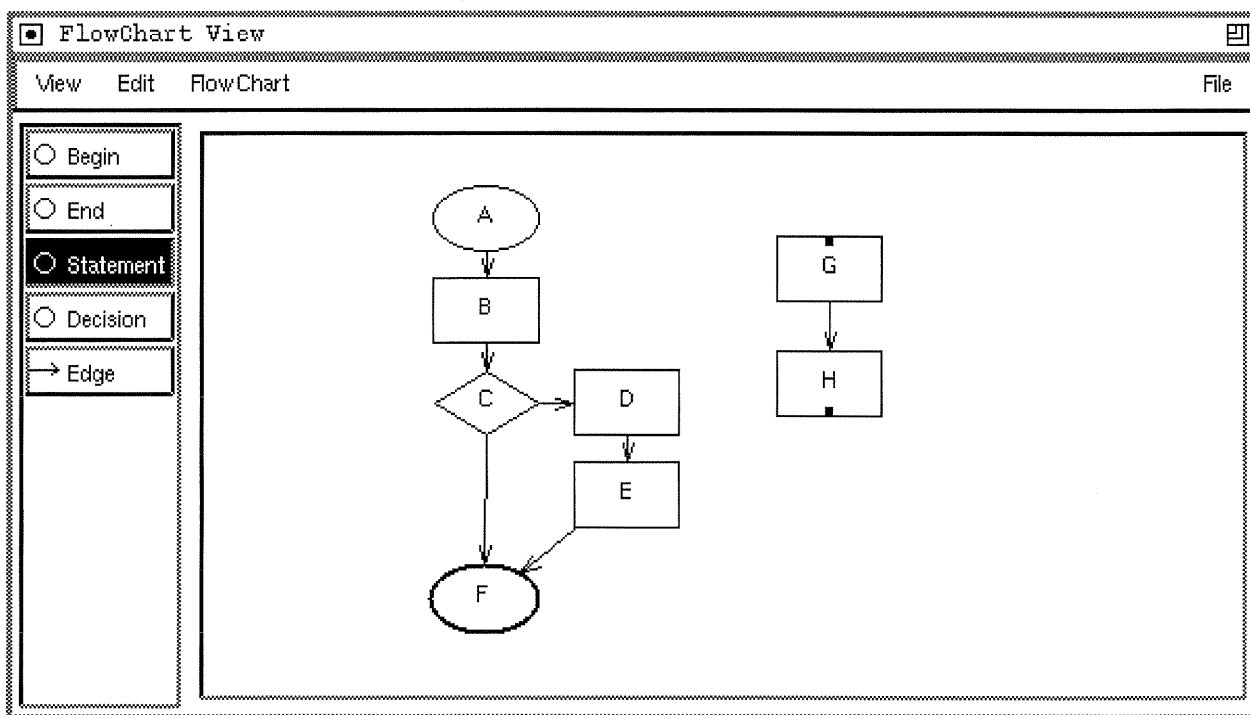 FlowChart View
View Edit FlowChart File
Begin
End
Statement
Decision
Edge
A
B
C
D
E
F
G
H